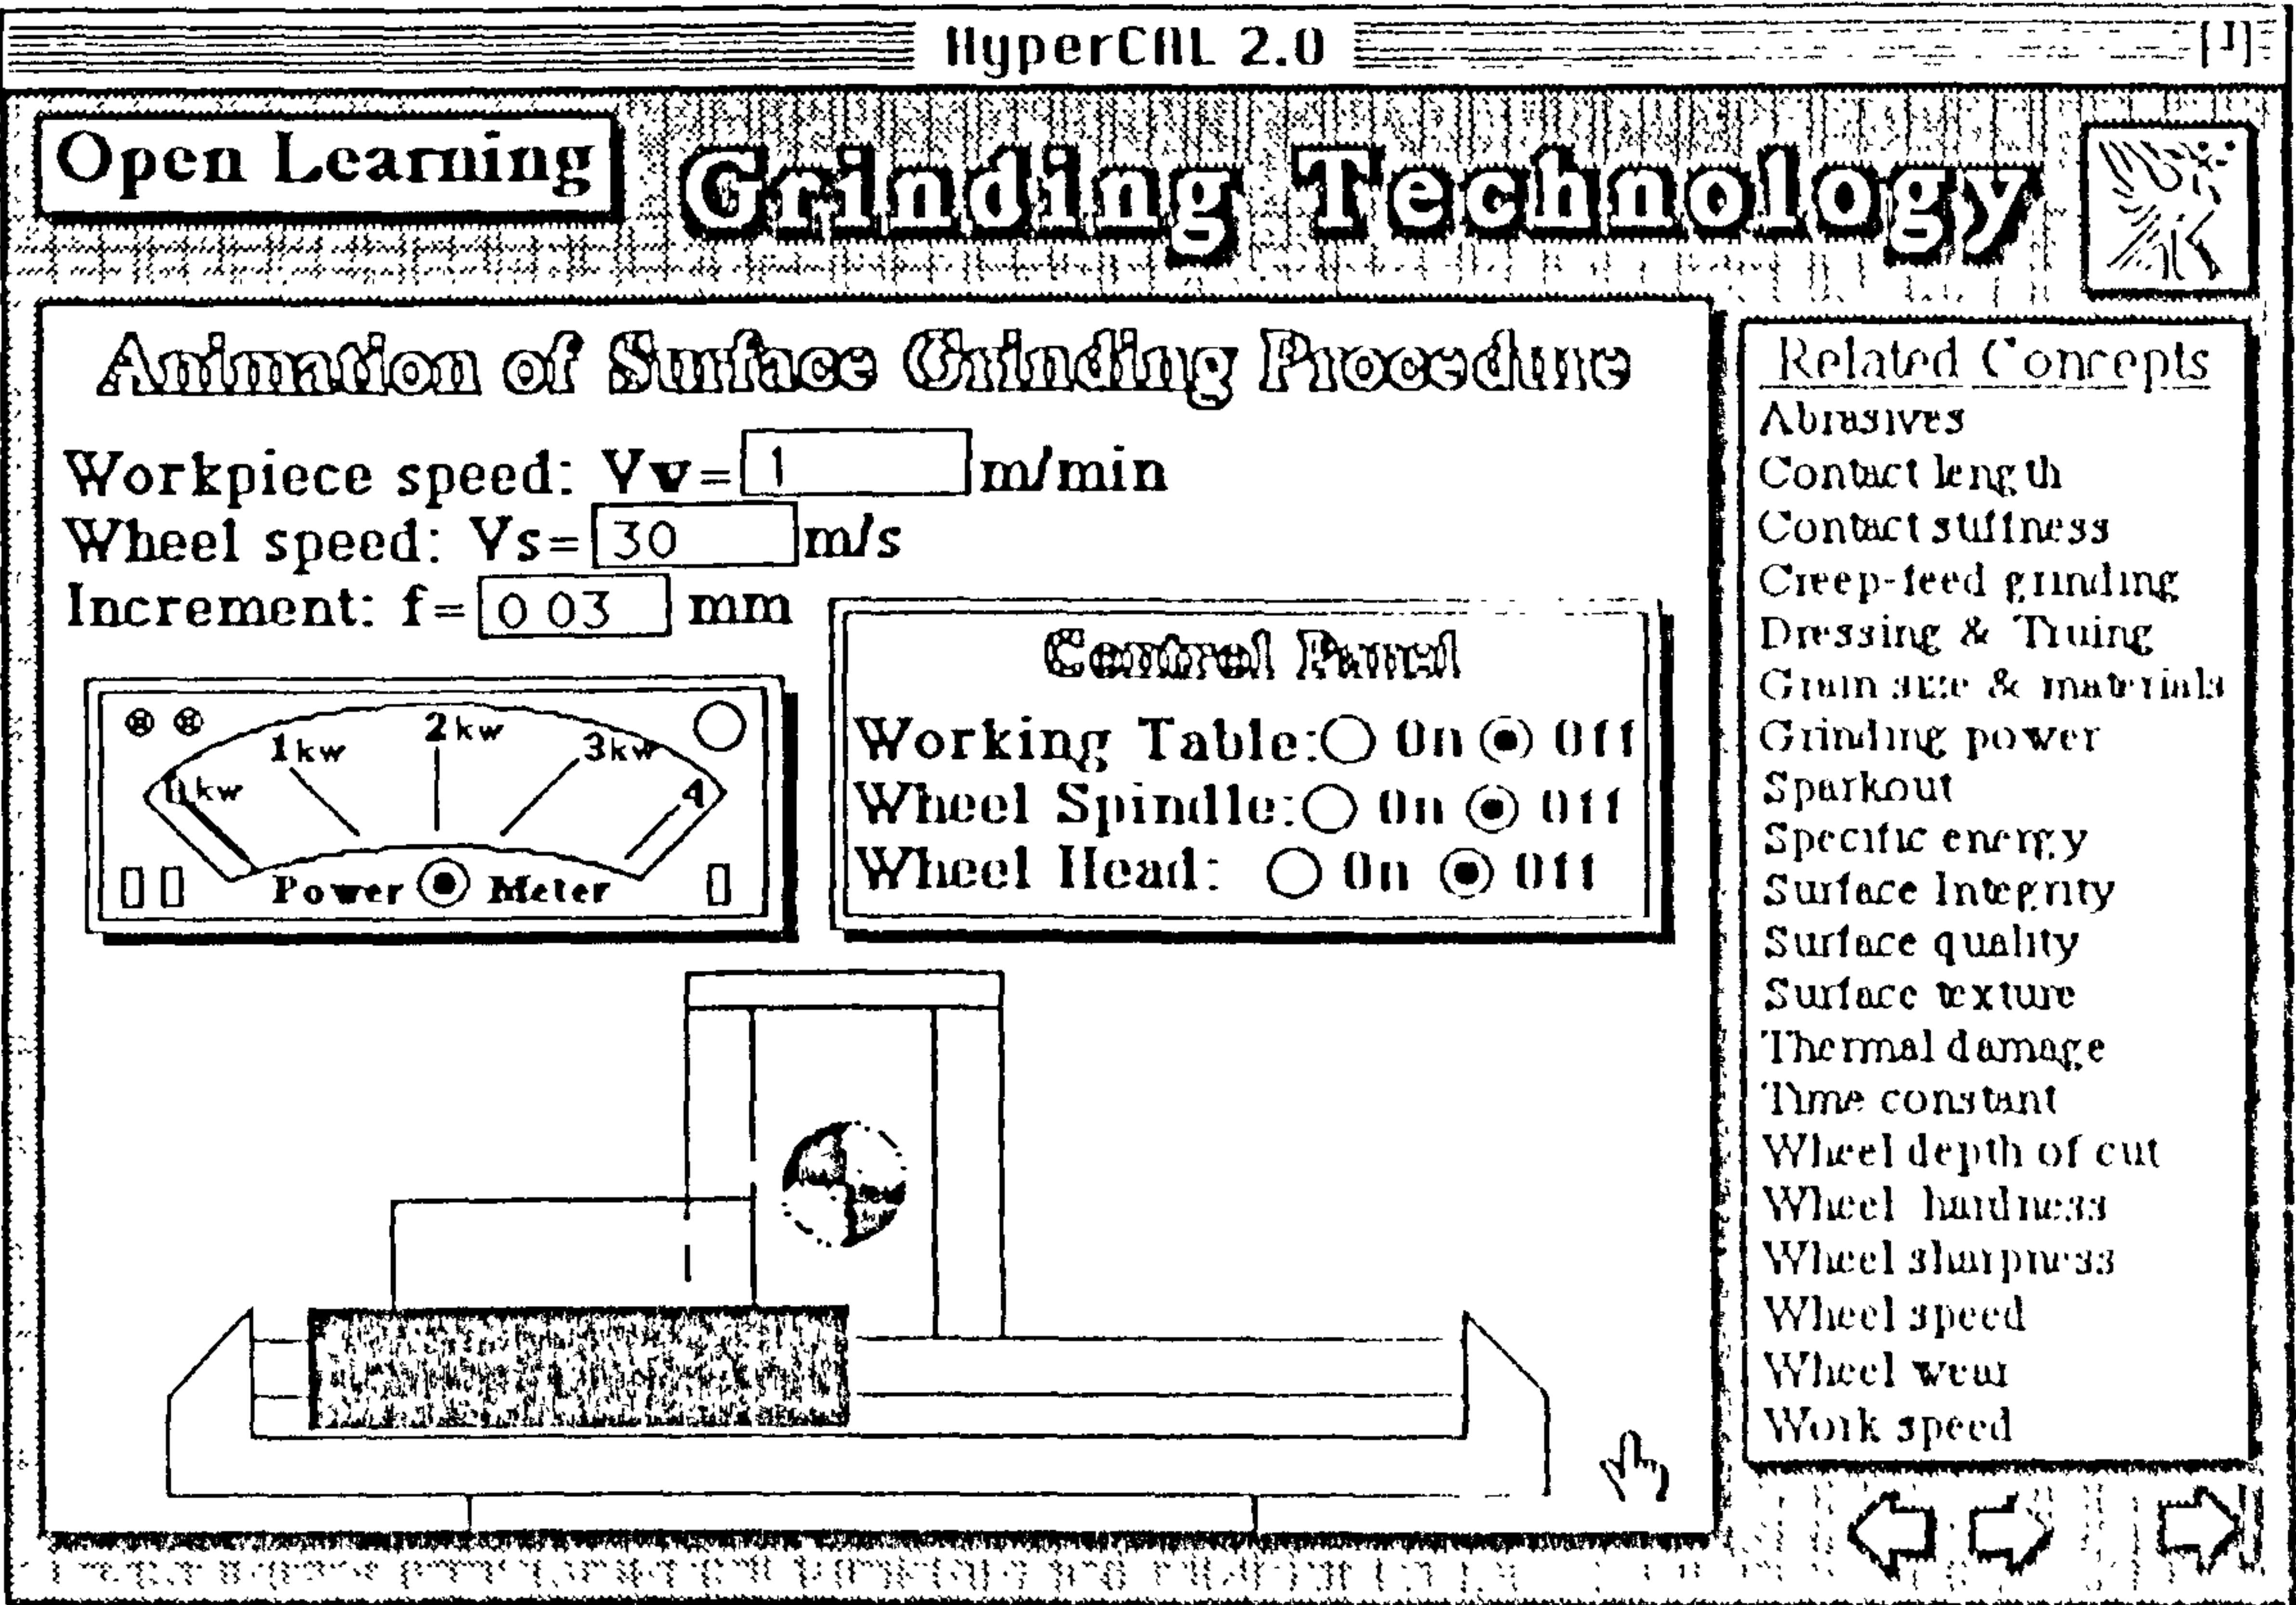 HyperCAL 2.0
Open Learning
Grinding Technology
Animation of Surface Grinding Procedure
Workpiece speed: Vv= 1 m/min
Wheel speed: Vs= 30 m/s
Increment: f= 0 03 mm
0kw 1kw 2kw 3kw 4
Power Meter
Control Panel
Working Table: On Off
Wheel Spindle: On Off
Wheel Head: On Off
Related Concepts
Abrasives
Contact length
Contact stiffness
Creep-feed grinding
Dressing & Truing
Grain size & materials
Grinding power
Sparkout
Specific energy
Surface Integrity
Surface quality
Surface texture
Thermal damage
Time constant
Wheel depth of cut
Wheel hardness
Wheel sharpness
Wheel speed
Wheel wear
Work speed